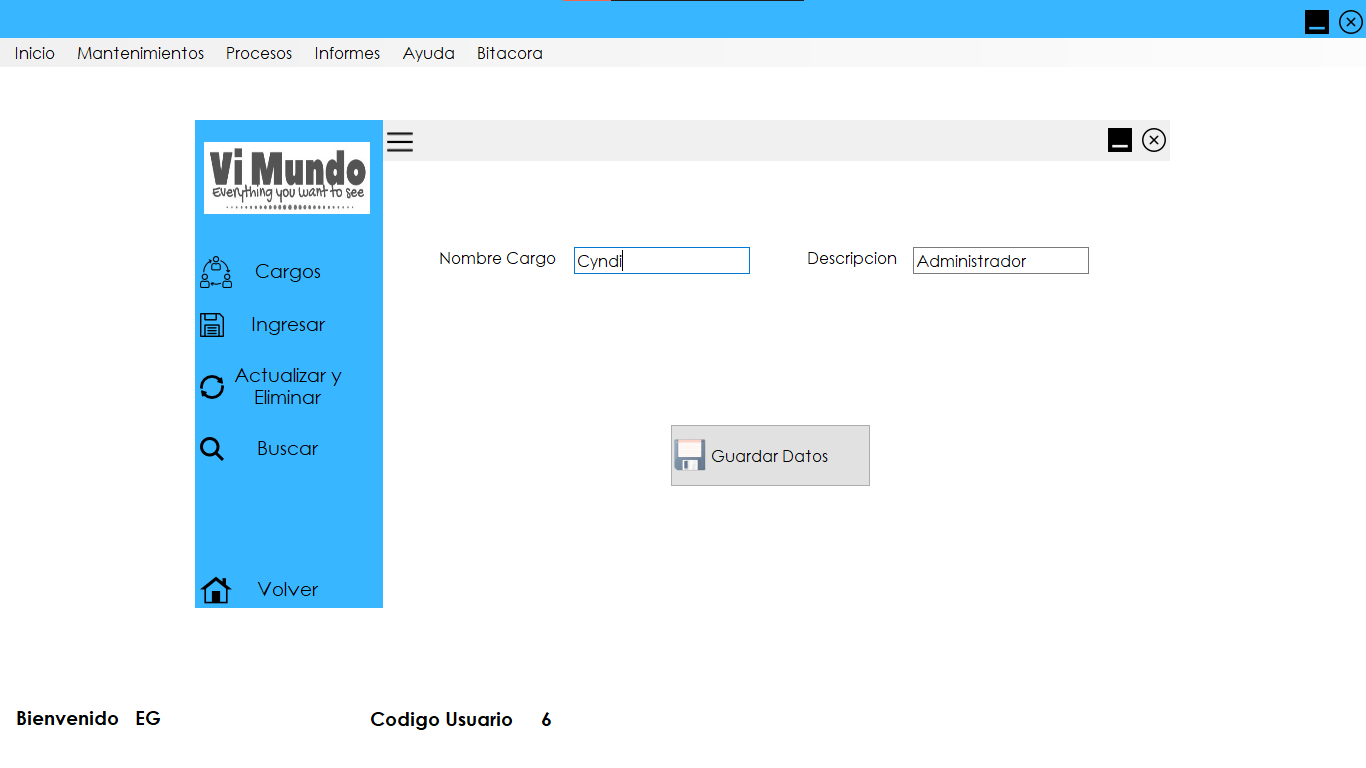 Inicio Mantenimientos Procesos Informes Ayuda Bitacora
Vi Mundo
Everything you want to see
Nombre Cargo Cyndi Descripcion Administrador
Cargos
Ingresar
Actualizar y
Eliminar
Buscar
Guardar Datos
Volver
Bienvenido EG Codigo Usuario 6